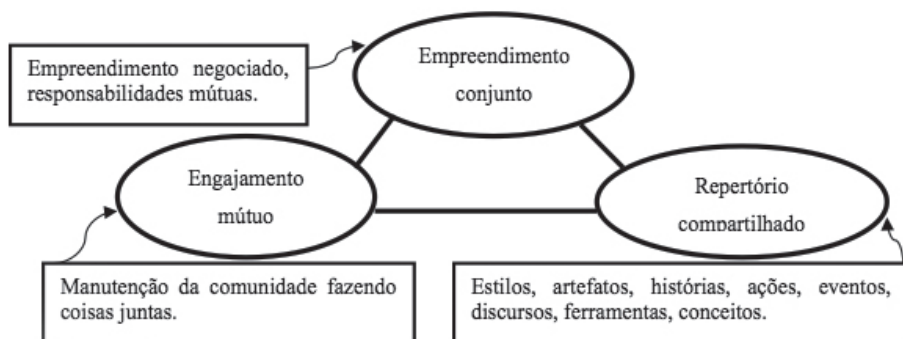 Empreendimento
conjunto
Empreendimento negociado,
responsabilidades mútuas.
Engajamento
mútuo
Repertório
compartilhado
Manutenção da comunidade fazendo
coisas juntas.
Estilos, artefatos, histórias, ações, eventos,
discursos, ferramentas, conceitos.